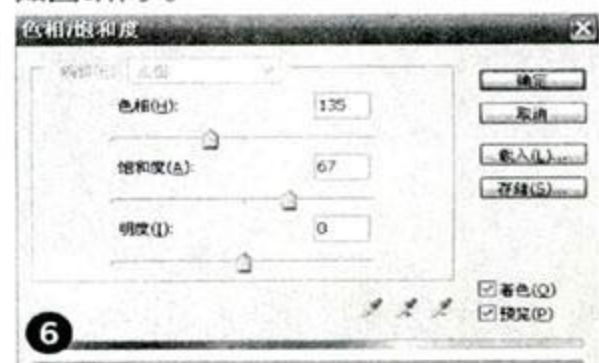 色相/饱和度
确定
色相(H): 135
取消
饱和度(A): 67
载入(L)...
存储(S)...
明度(I): 0
着色(O)
预览(P)
6